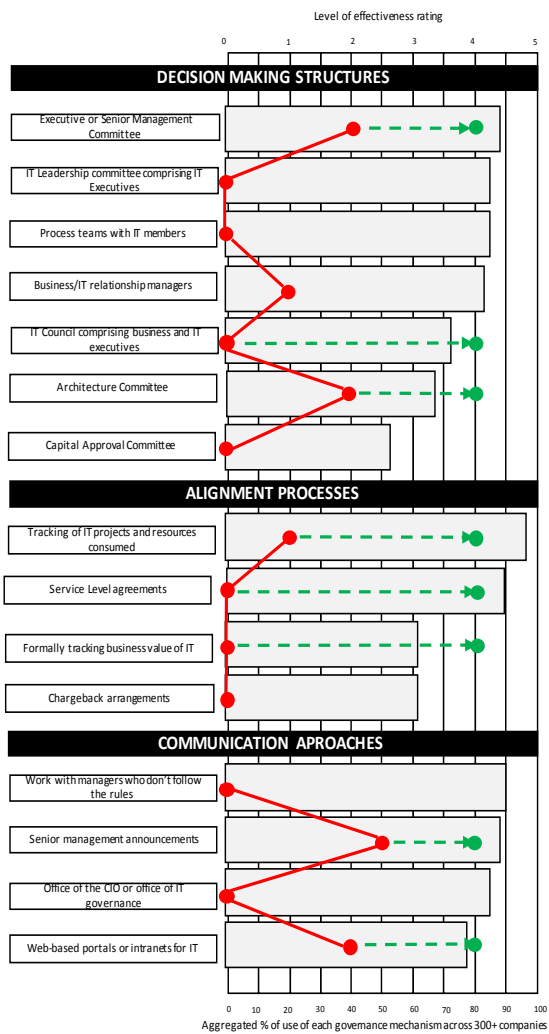 Level of effectiveness rating
0 1 2 3 4 5
DECISION MAKING STRUCTURES
Executive or Senior Management
Committee
IT Leadership committee comprising IT
Executives
Process teams with IT members
Business/IT relationship managers
IT Council comprising business and IT
executives
Architecture Committee
Capital Approval Committee
ALIGNMENT PROCESSES
Tracking of IT projects and resources
consumed
Service Level agreements
Formally tracking business value of IT
Chargeback arrangements
COMMUNICATION APROACHES
Work with managers who don't follow
the rules
Senior management announcements
Office of the CIO or office of IT
governance
Web-based portals or intranets for IT
0 10 20 30 40 50 60 70 80 90 100
Aggregated % of use of each governance mechanism across 300+ companies